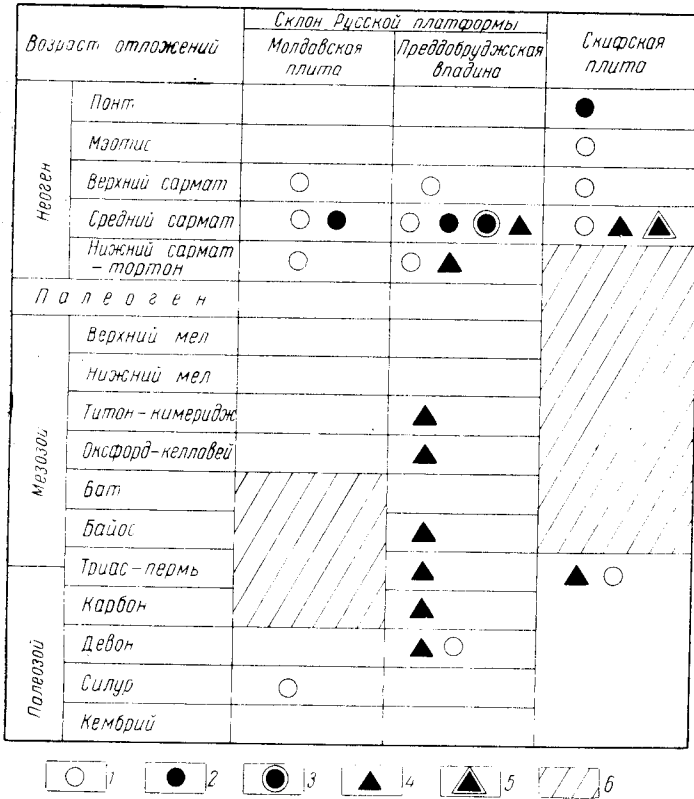 Возраст отложений
Склон Русской платформы
Молдавская
плита
Преддобруджская
впадина
Скифская
плита
Неоген
Понт
Мэотис
Верхний сармат
Средний сармат
Нижний сармат
– тортон
Палеоген
Мезозой
Верхний мел
Нижний мел
Титон–кимеридж
Оксфорд–келловей
Бат
Байос
Триас–пермь
Палеозой
Карбон
Девон
Силур
Кембрий
1 2 3 4 5 6